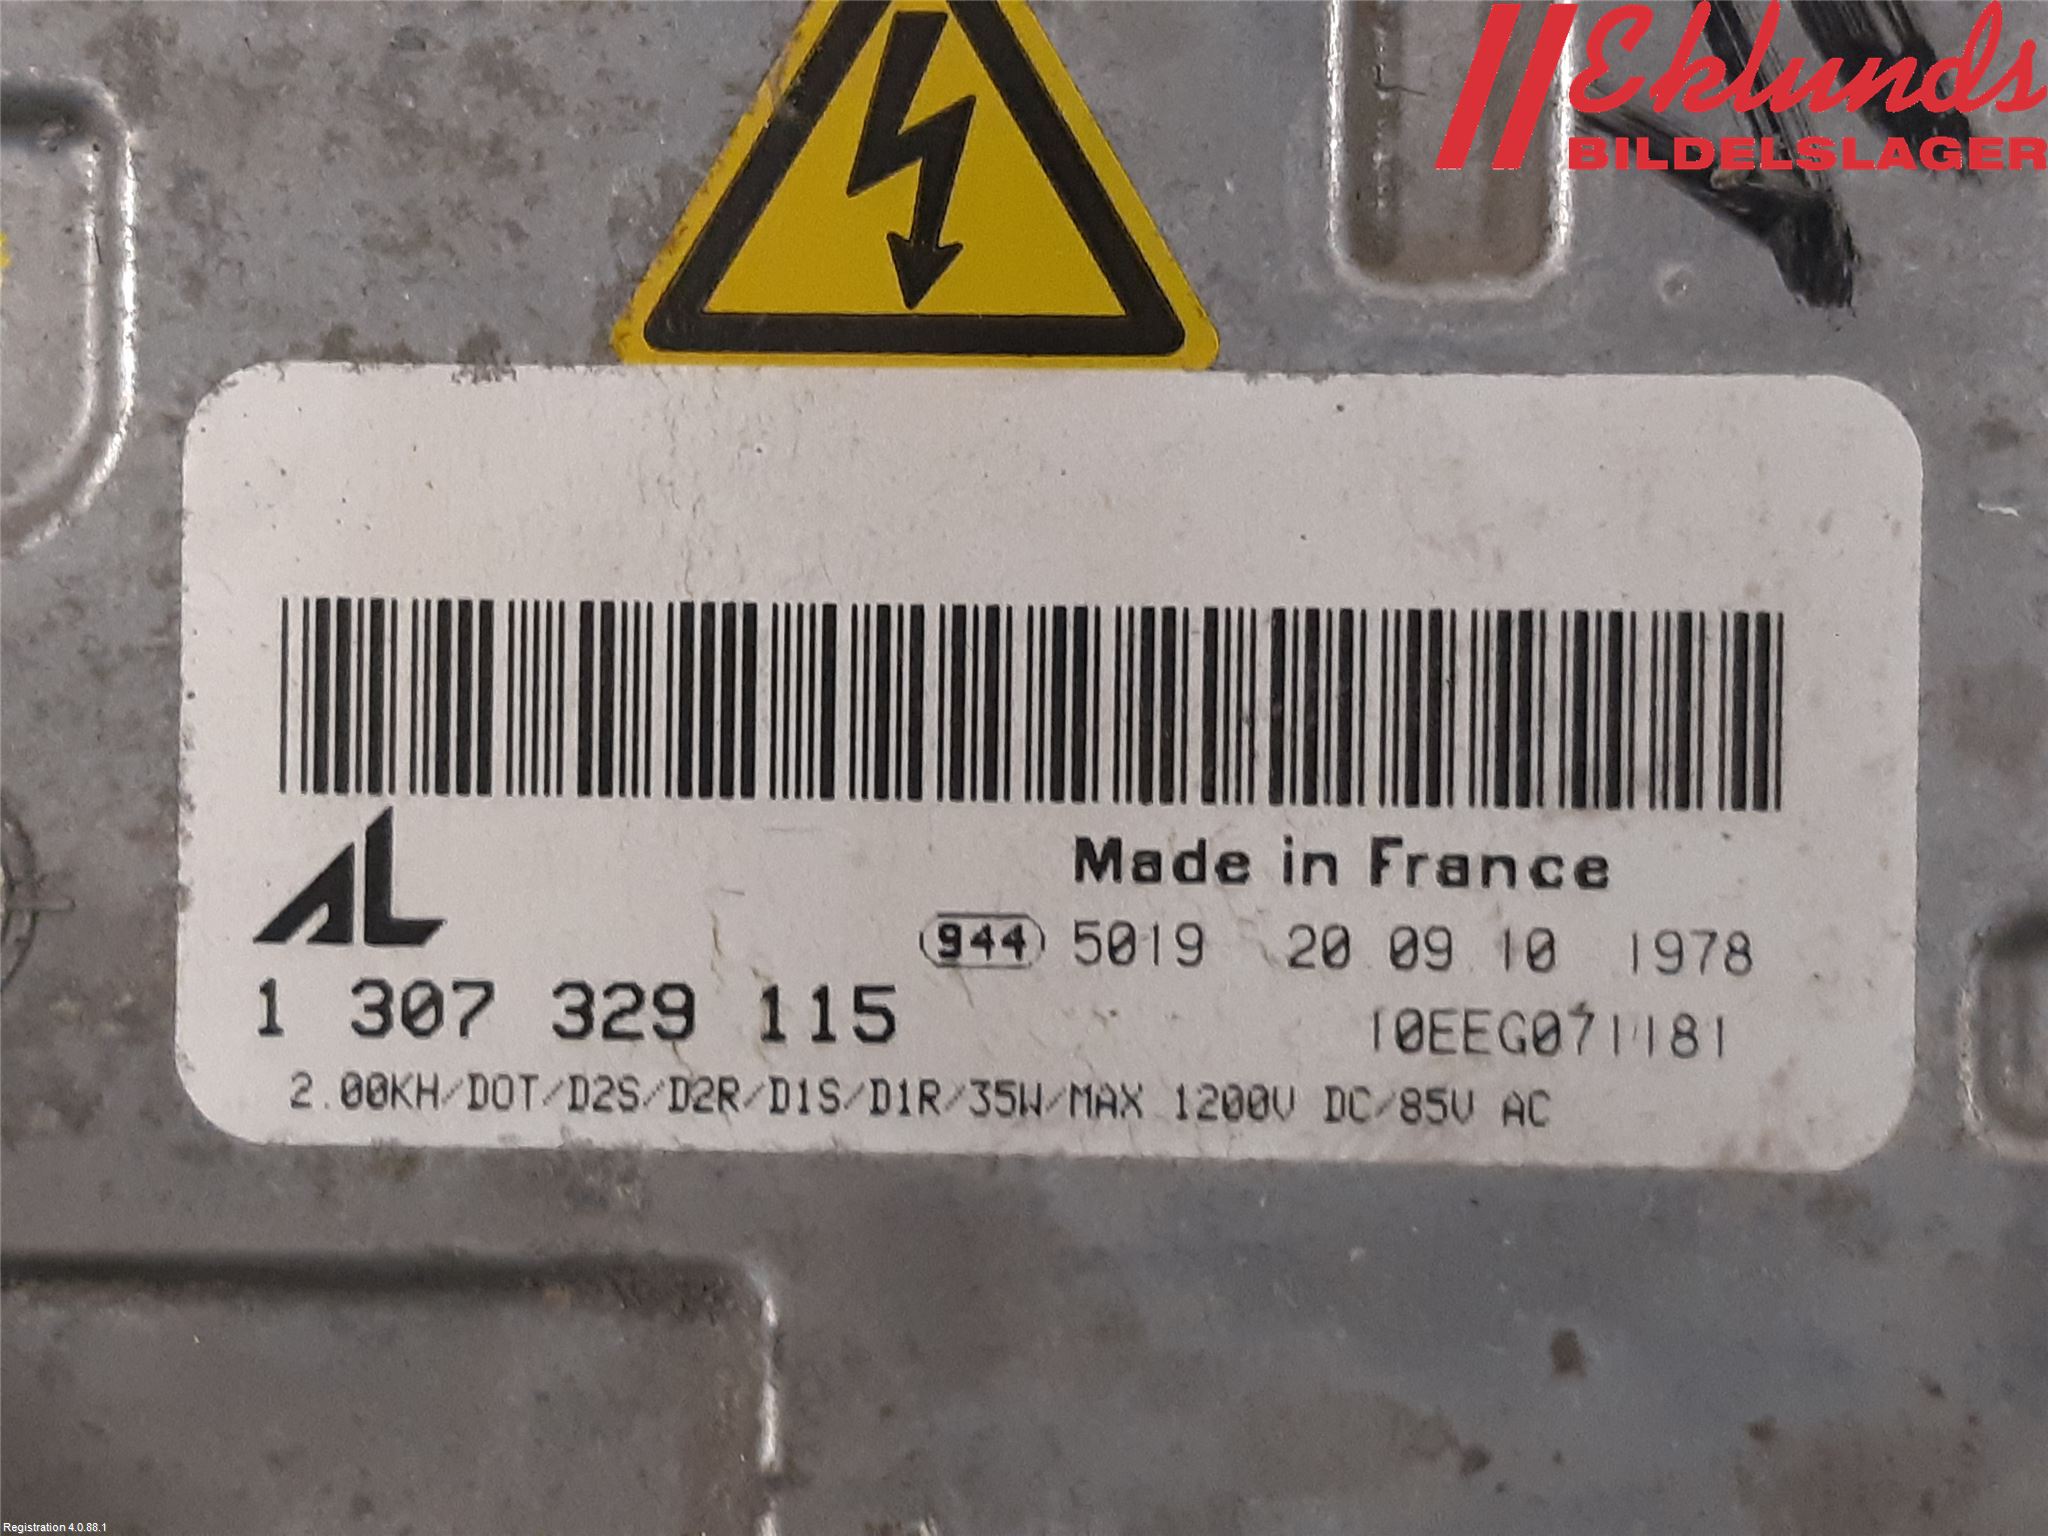 Eklunds
BILDELSLAGER
AL
Made in France
944 5019 20 09 10 1978
1 307 329 115
10EEG071181
2.00KH/DOT/D2S/D2R/D1S/D1R/35W/MAX 1200V DC/85V AC
Registration 4.0.88.1